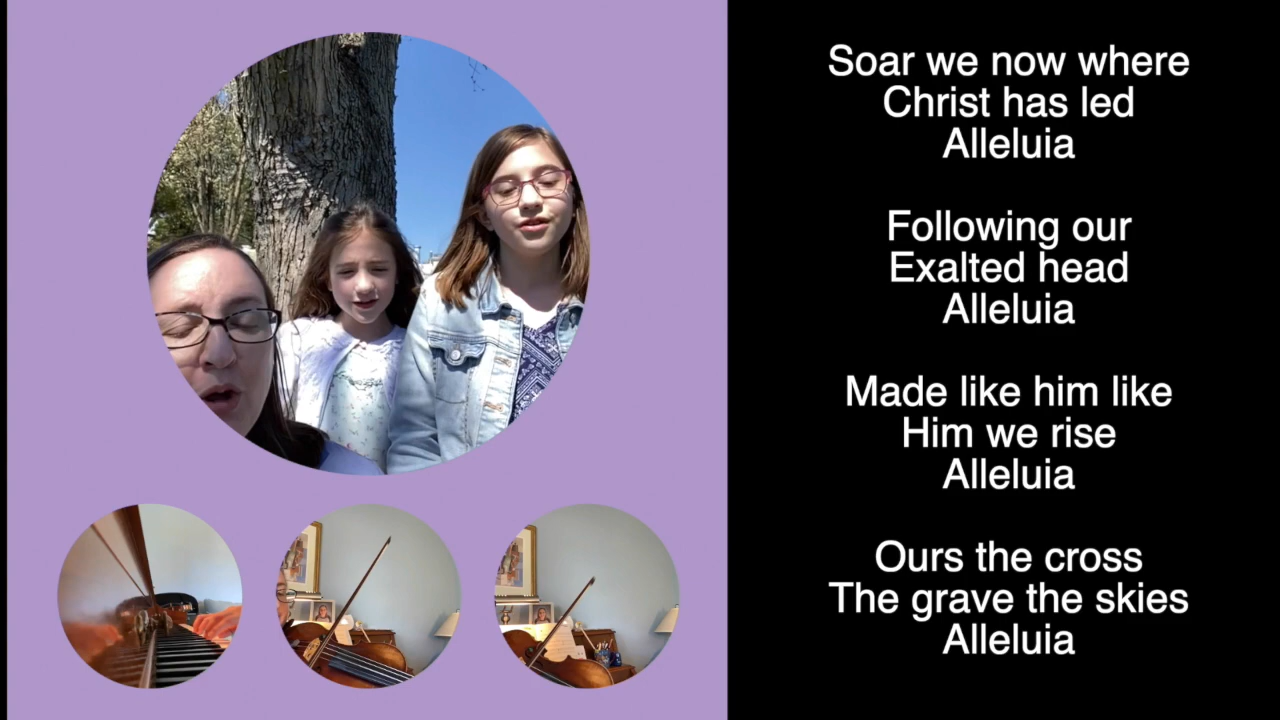 Soar we now where
Christ has led
Alleluia
Following our
Exalted head
Alleluia
Made like him like
Him we rise
Alleluia
Ours the cross
The grave the skies
Alleluia